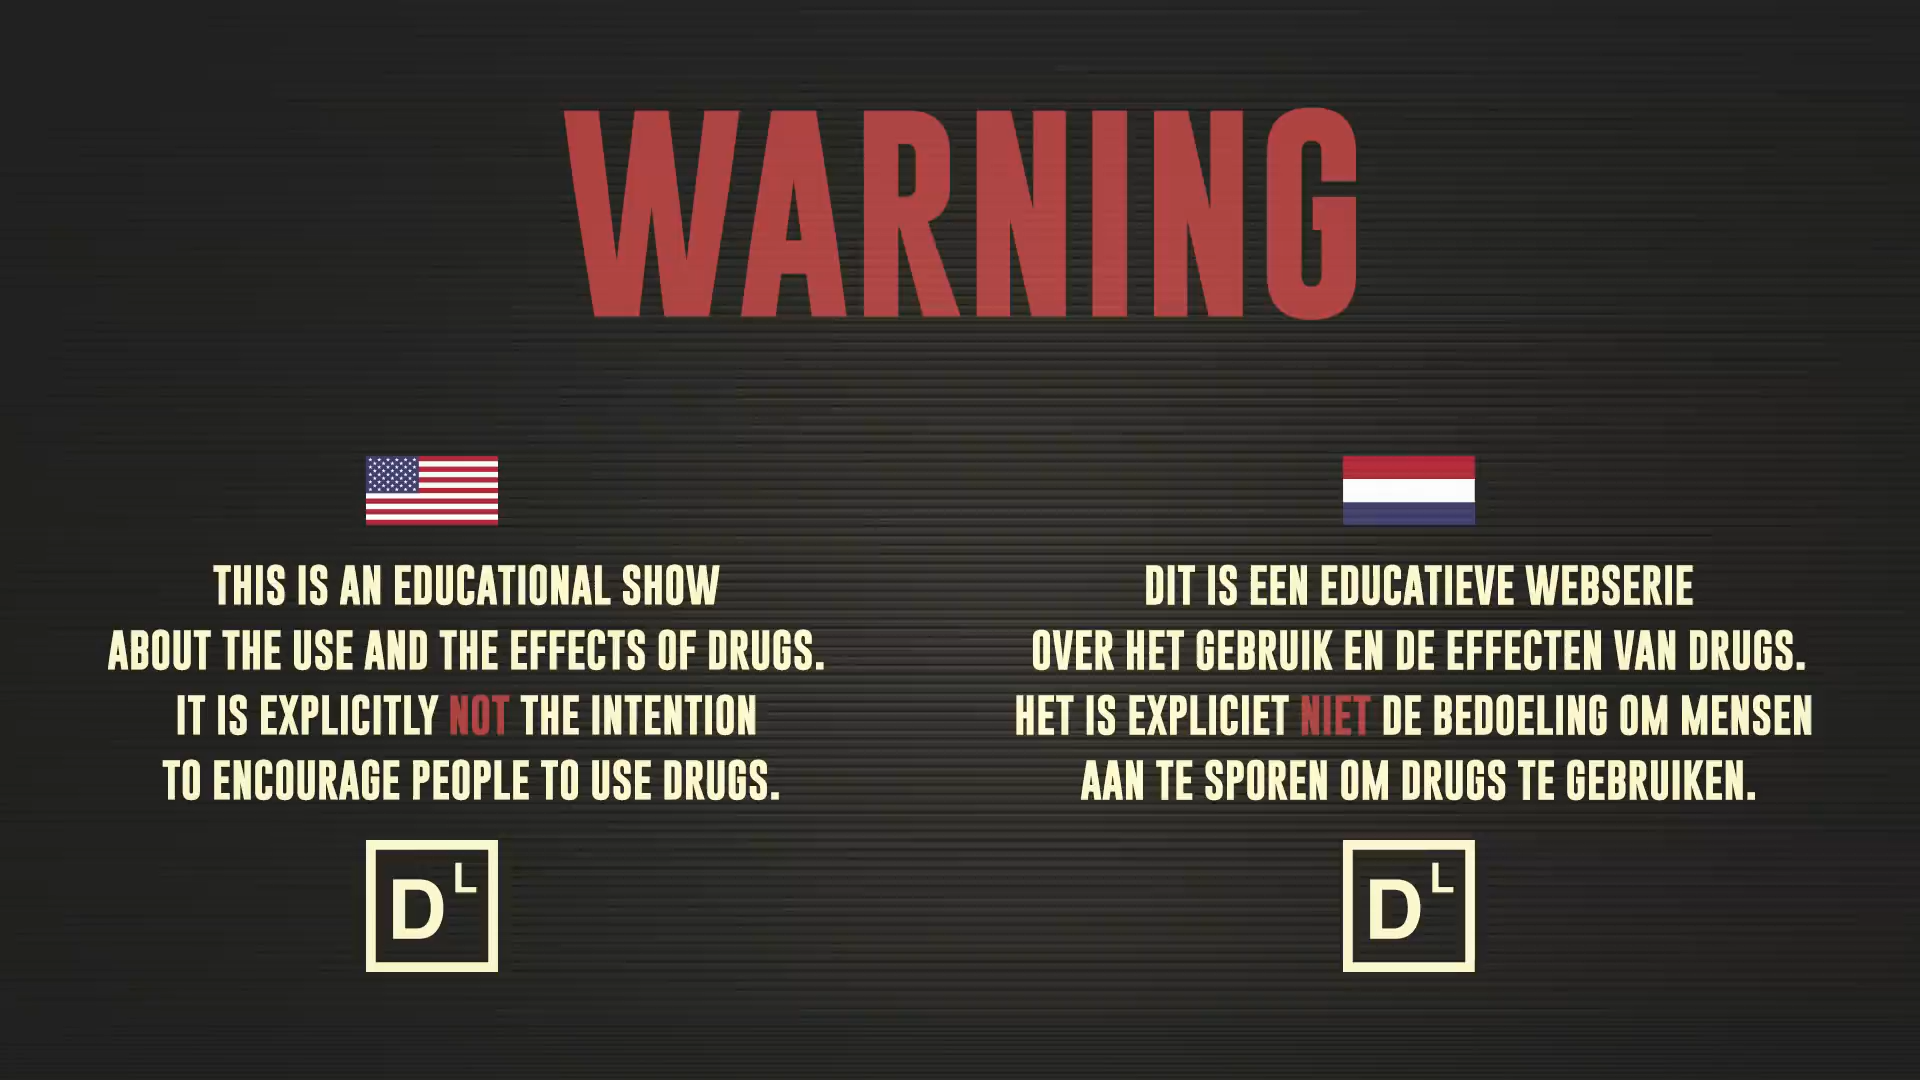 WARNING
THIS IS AN EDUCATIONAL SHOW
ABOUT THE USE AND THE EFFECTS OF DRUGS.
IT IS EXPLICITLY NOT THE INTENTION
TO ENCOURAGE PEOPLE TO USE DRUGS.
DL
DIT IS EEN EDUCATIEVE WEBSERIE
OVER HET GEBRUIK EN DE EFFECTEN VAN DRUGS.
HET IS EXPLICIET NIET DE BEDOELING OM MENSEN
AAN TE SPOREN OM DRUGS TE GEBRUIKEN.
DL